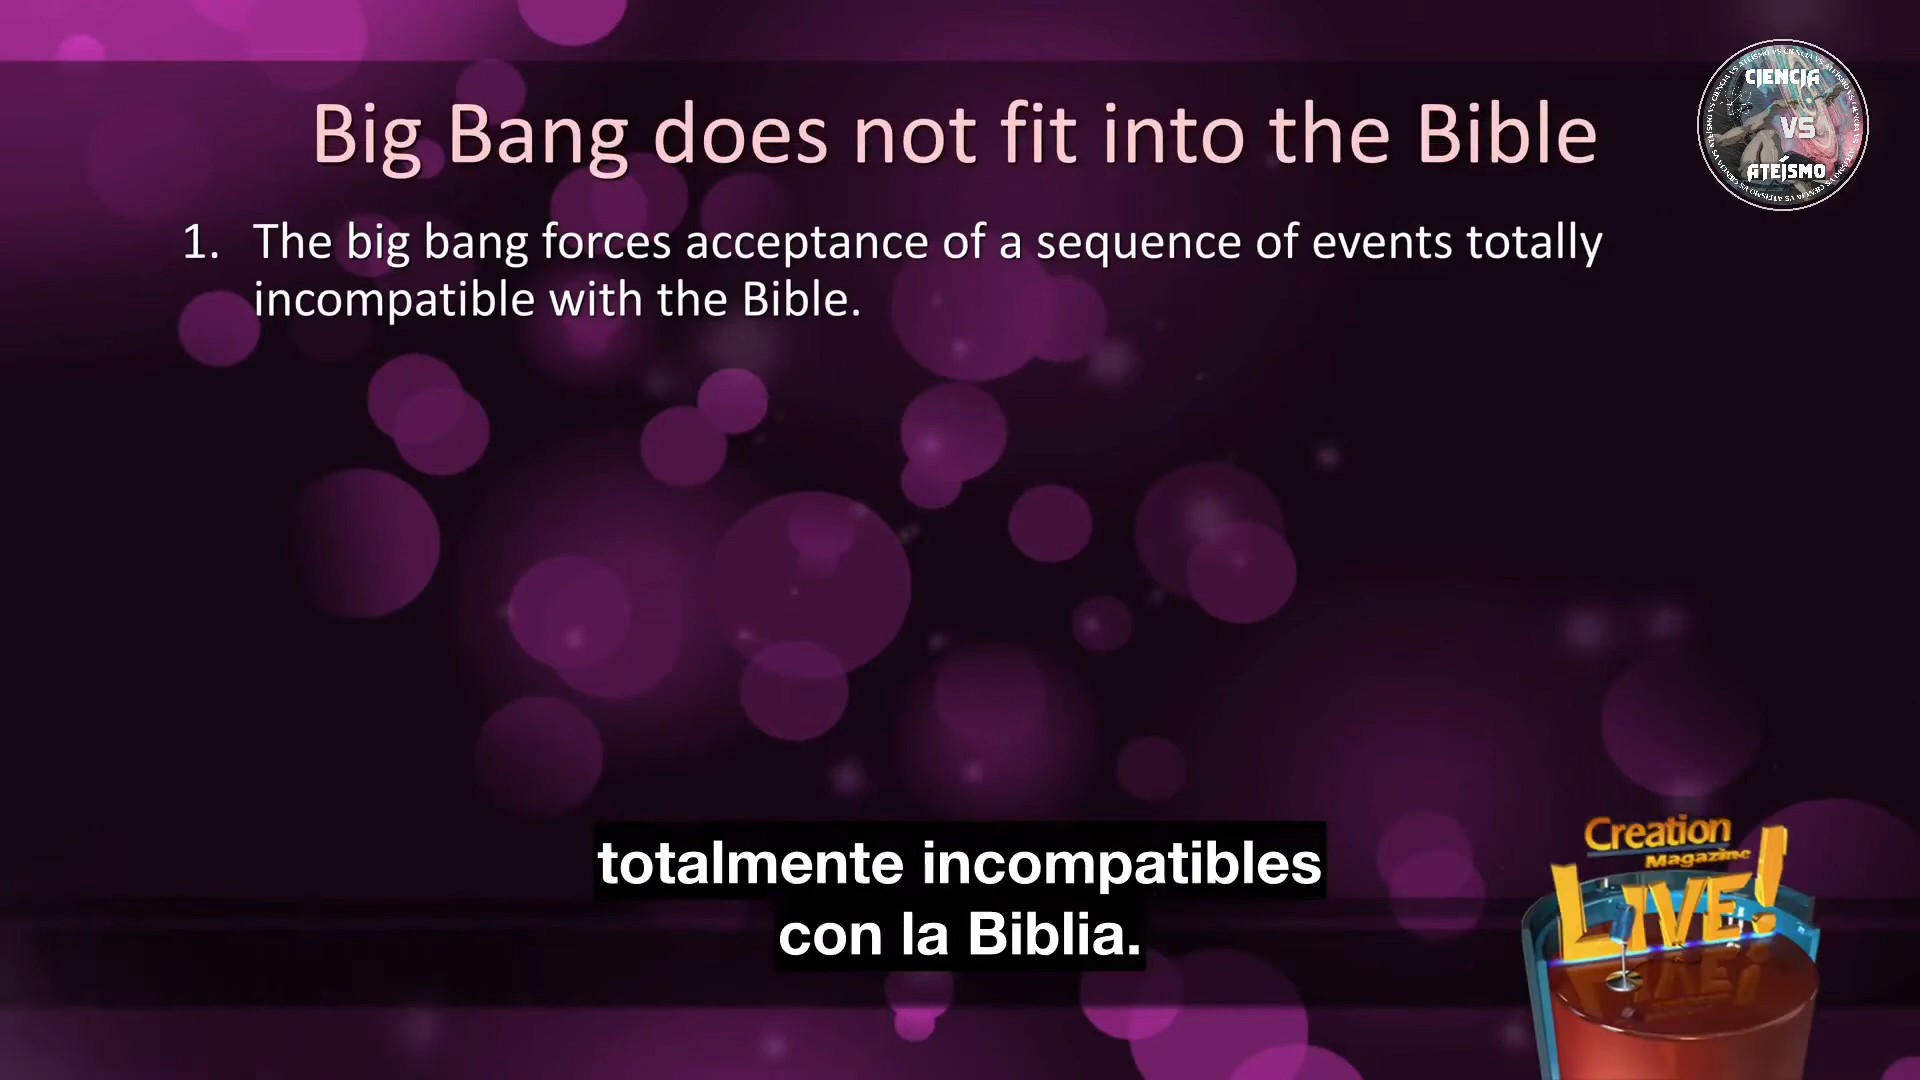 Big Bang does not fit into the Bible
CIENCIA
VS
ATEÍSMO
1. The big bang forces acceptance of a sequence of events totally
incompatible with the Bible.
totalmente incompatibles
con la Biblia.
Creation
Magazine
LIVE!